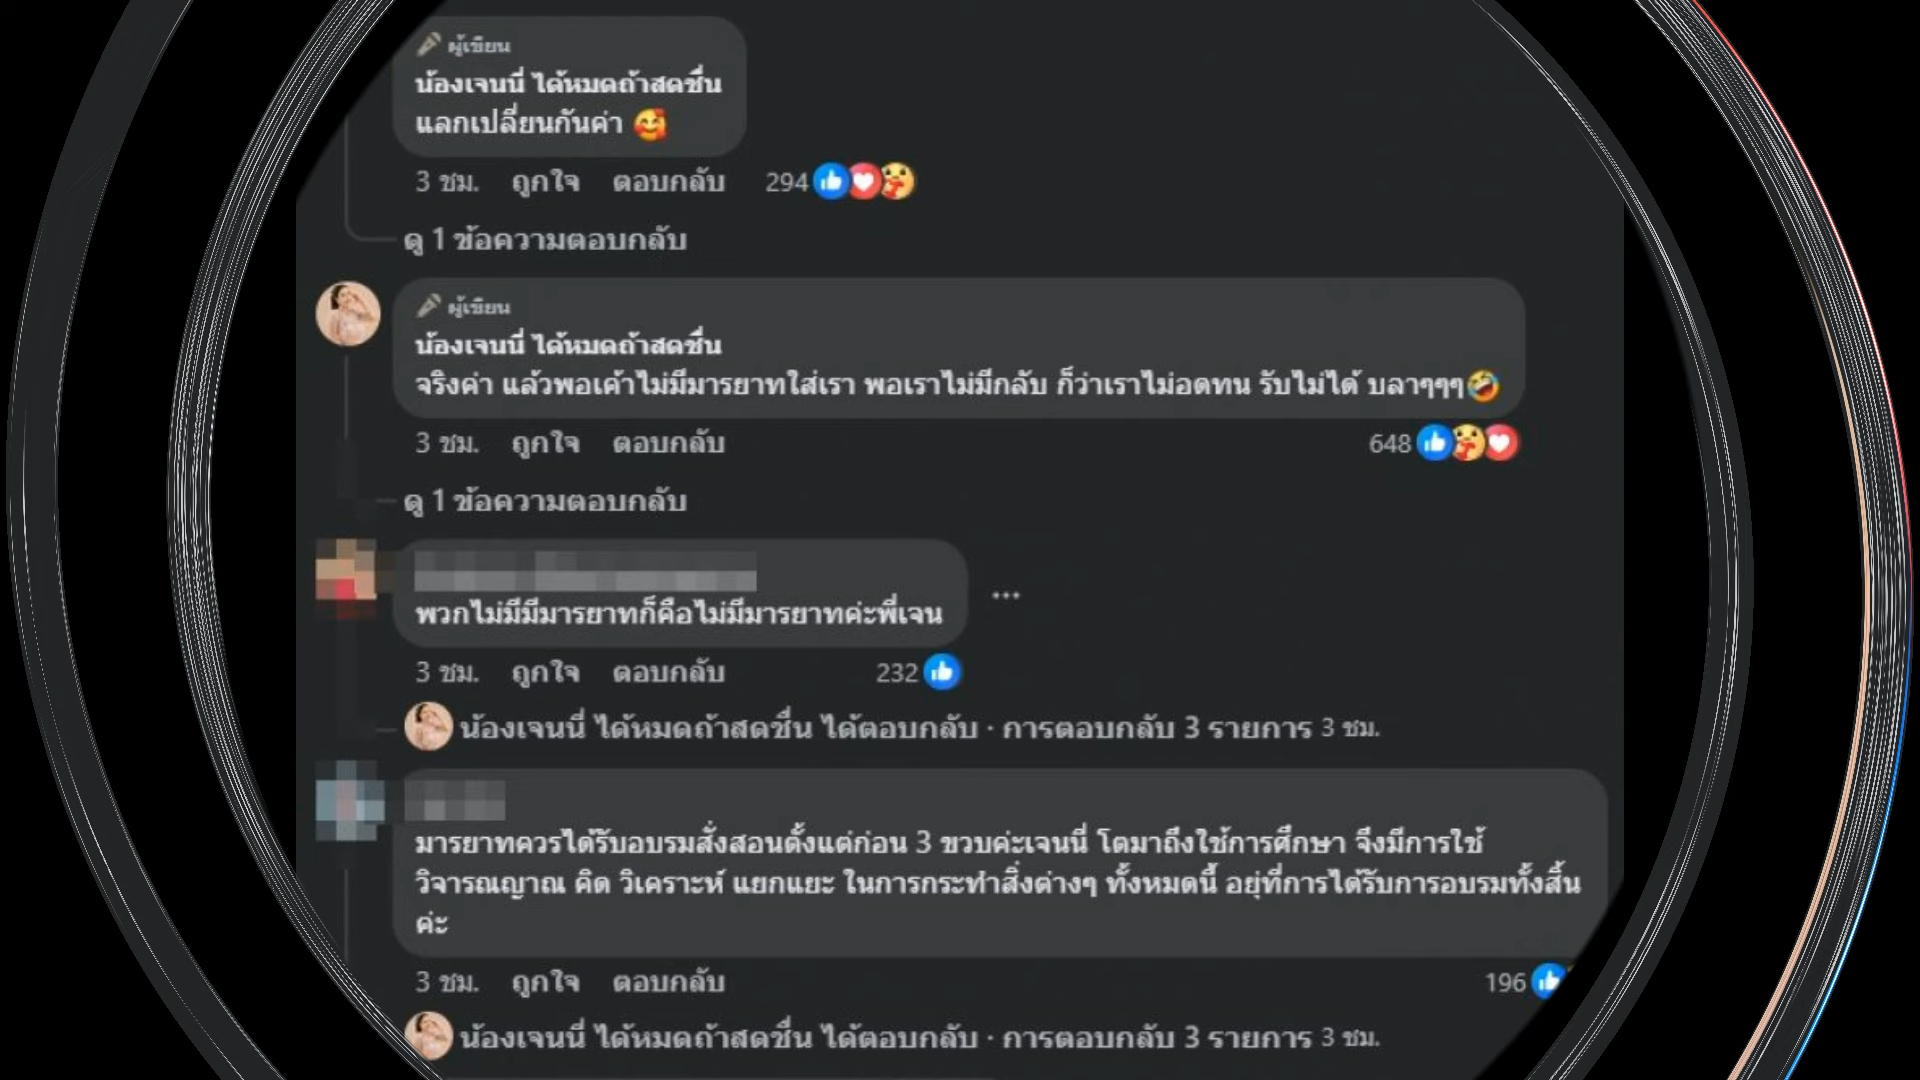 ผู้เขียน
น้องเจนนี่ ได้หมดถ้าสดชื่น
แลกเปลี่ยนกันค่า 🥰
3 ชม. ถูกใจ ตอบกลับ 294
ดู 1 ข้อความตอบกลับ
ผู้เขียน
น้องเจนนี่ ได้หมดถ้าสดชื่น
จริงค่า แล้วพอเค้าไม่มีมารยาทใส่เรา พอเราไม่มีกลับ ก็ว่าเราไม่อดทน รับไม่ได้ บลาๆๆๆ🤣
3 ชม. ถูกใจ ตอบกลับ 648
ดู 1 ข้อความตอบกลับ
พวกไม่มีมีมารยาทก็คือไม่มีมารยาทค่ะพี่เจน
3 ชม. ถูกใจ ตอบกลับ 232
น้องเจนนี่ ได้หมดถ้าสดชื่น ได้ตอบกลับ · การตอบกลับ 3 รายการ 3 ชม.
มารยาทควรได้รับอบรมสั่งสอนตั้งแต่ก่อน 3 ขวบค่ะเจนนี่ โตมาถึงใช้การศึกษา จึงมีการใช้
วิจารณญาณ คิด วิเคราะห์ แยกแยะ ในการกระทำสิ่งต่างๆ ทั้งหมดนี้ อยุ่ที่การได้รับการอบรมทั้งสิ้น
ค่ะ
3 ชม. ถูกใจ ตอบกลับ 196
น้องเจนนี่ ได้หมดถ้าสดชื่น ได้ตอบกลับ · การตอบกลับ 3 รายการ 3 ชม.